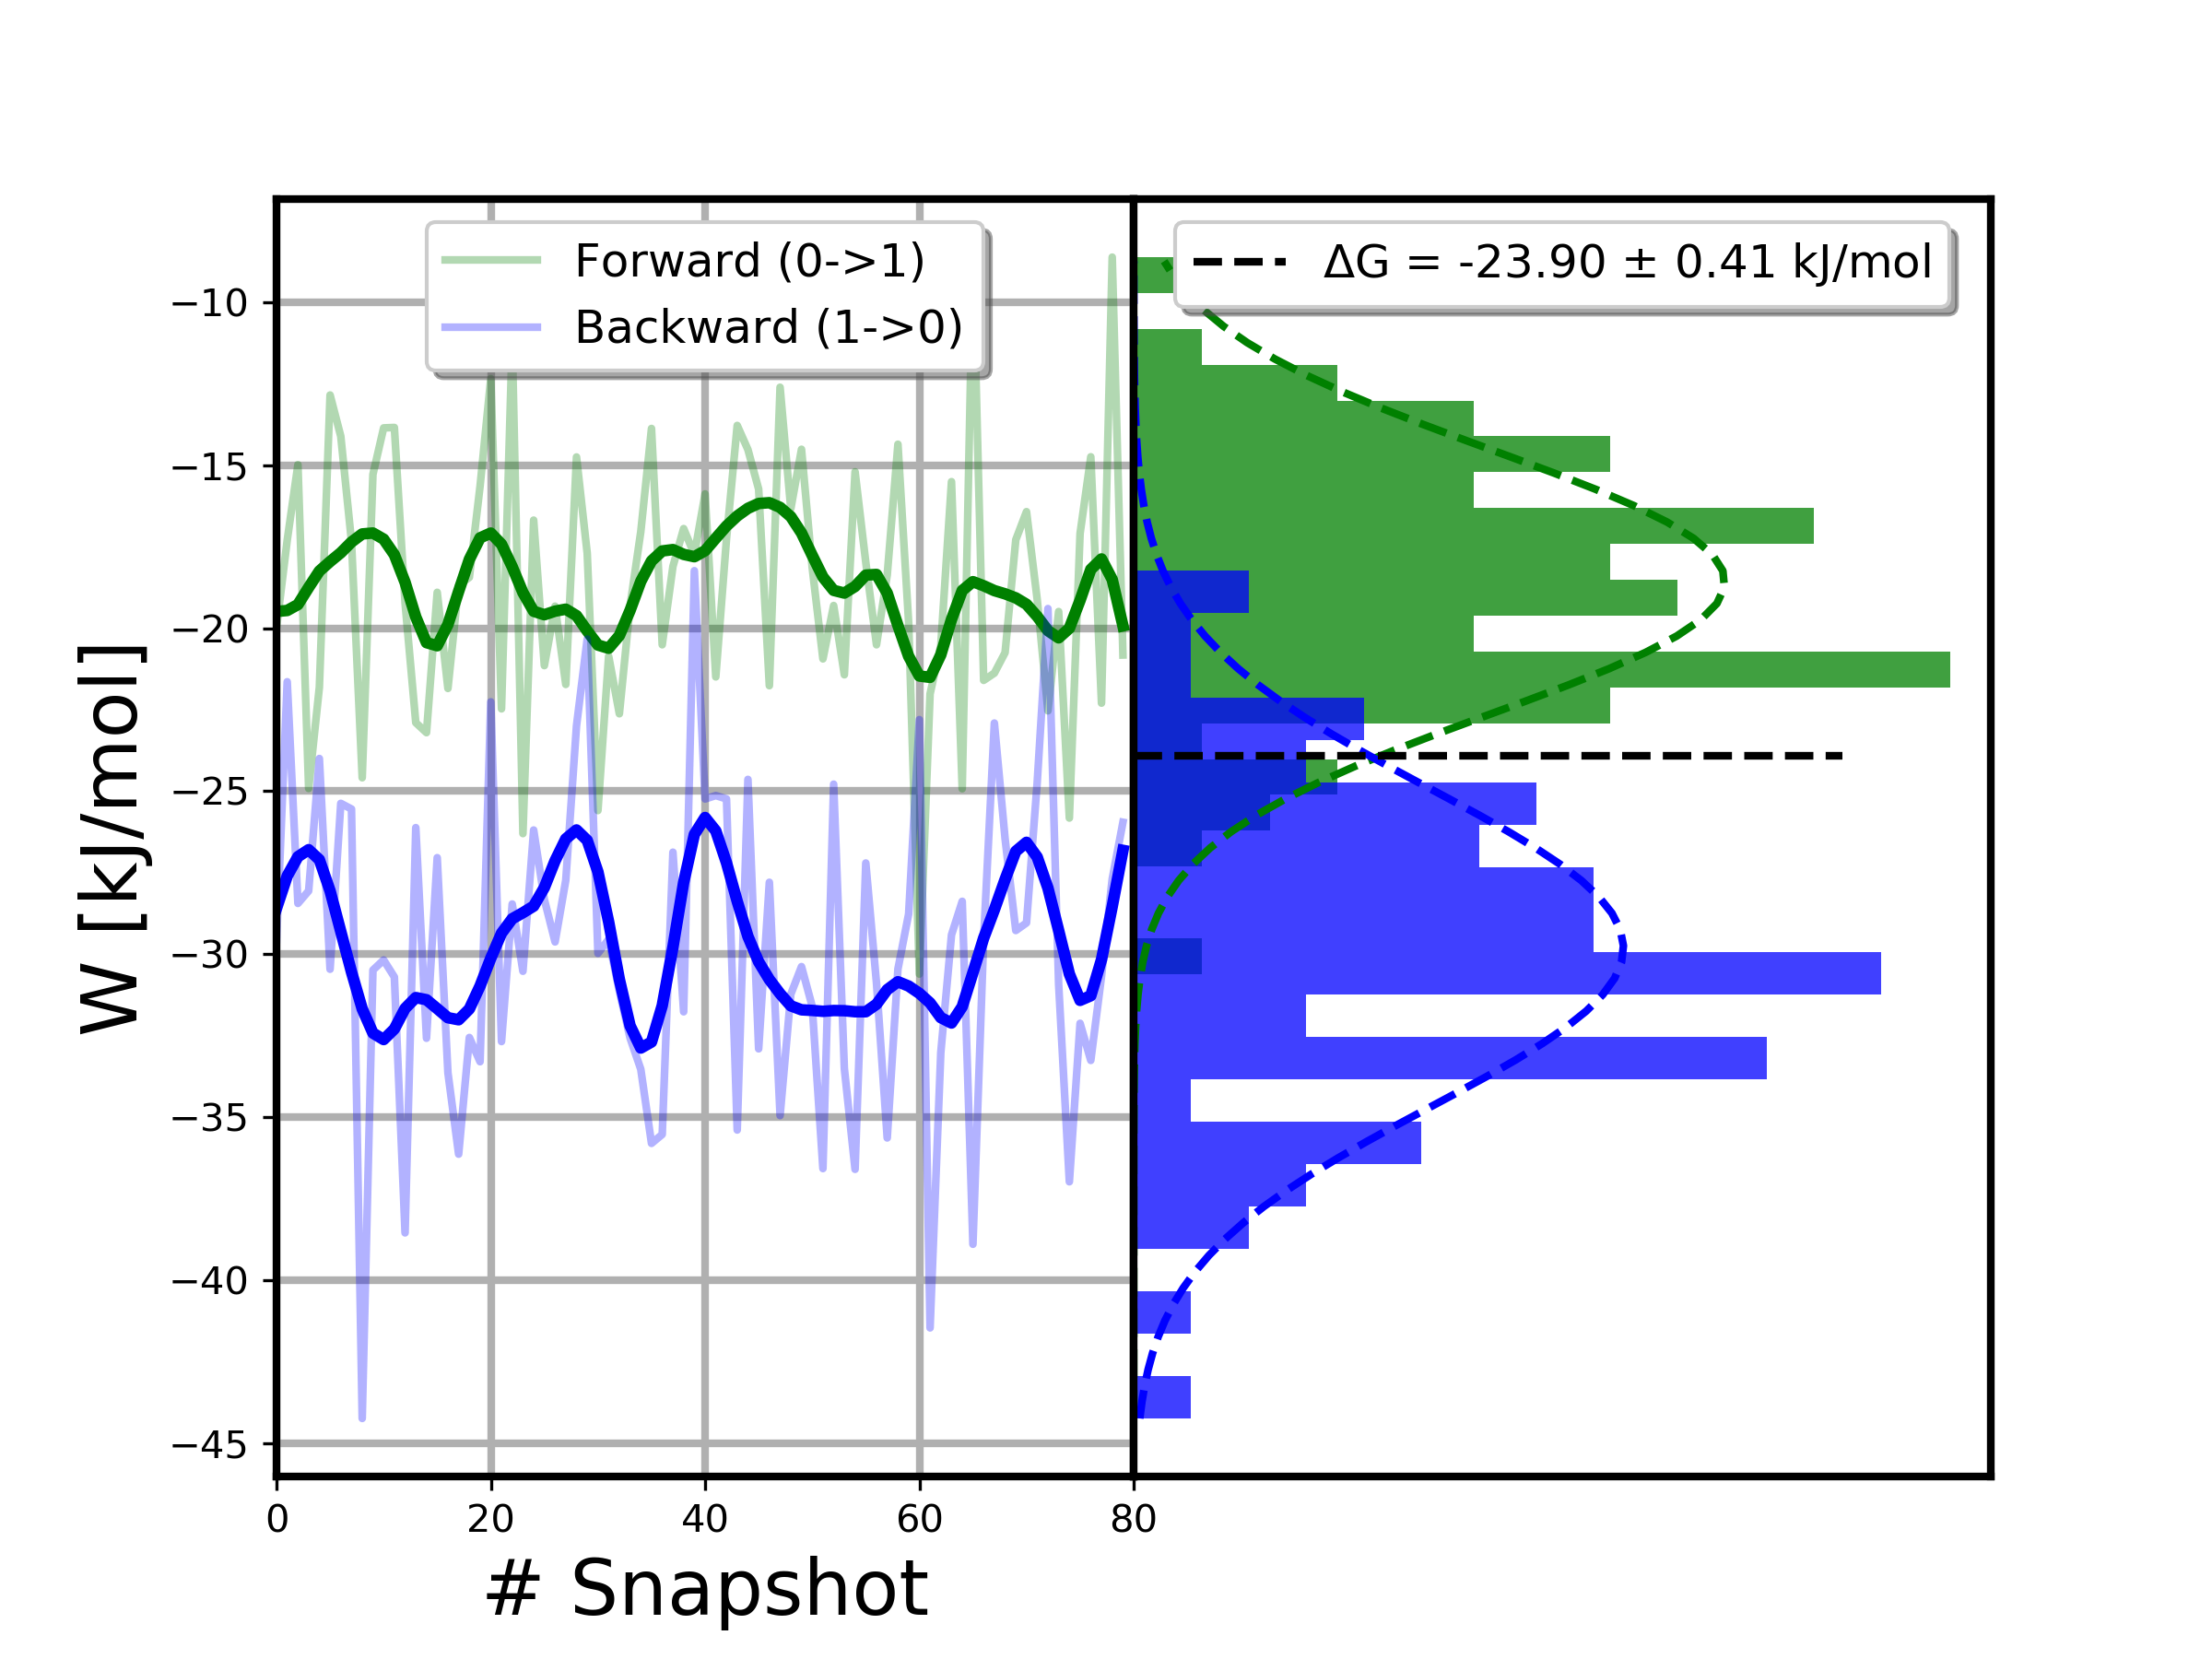 Forward (0->1)
Backward (1->0)
ΔG = -23.90 ± 0.41 kJ/mol
W [kJ/mol]
−10
−15
−20
−25
−30
−35
−40
−45
0 20 40 60 80
# Snapshot